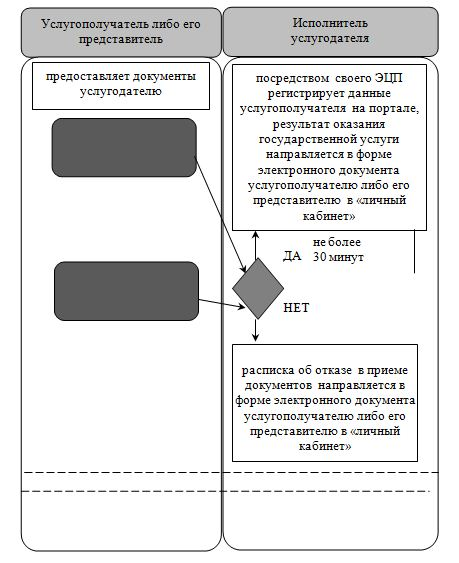 Услугополучатель либо его
представитель
Исполнитель
услугодателя
предоставляет документы
услугодателю
посредством своего ЭЦП
регистрирует данные
услугополучателя на портале,
результат оказания
государственной услуги
направляется в форме
электронного документа
услугополучателю либо его
представителю в «личный
кабинет»
ДА
не более
30 минут
НЕТ
расписка об отказе в приеме
документов направляется в
форме электронного документа
услугополучателю либо его
представителю в «личный
кабинет»